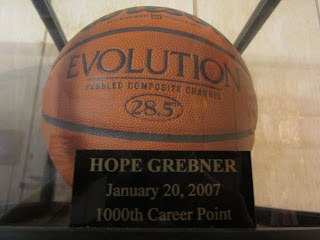 EVOLUTION
PEBBLED COMPOSITE CHANNEL
28.5"
HOPE GREBNER
January 20, 2007
1000th Career Point